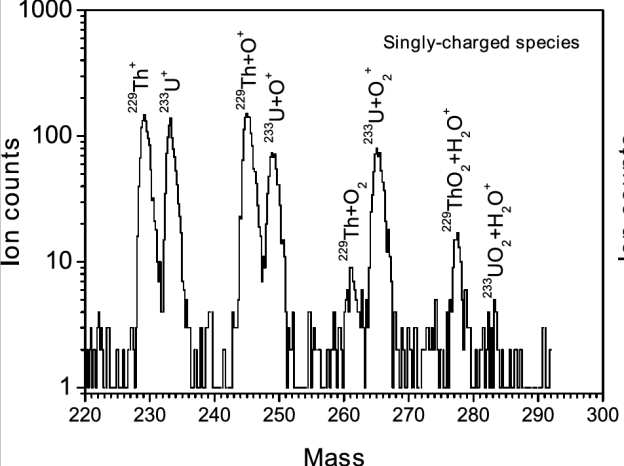 1000
100
10
1
Ion counts
Singly-charged species
²²⁹Th⁺
²³³U⁺
²²⁹Th+O⁺
²³³U+O⁺
²²⁹Th+O₂
²³³U+O₂⁺
²²⁹ThO₂+H₂O⁺
²³³UO₂+H₂O⁺
220 230 240 250 260 270 280 290 300
Mass